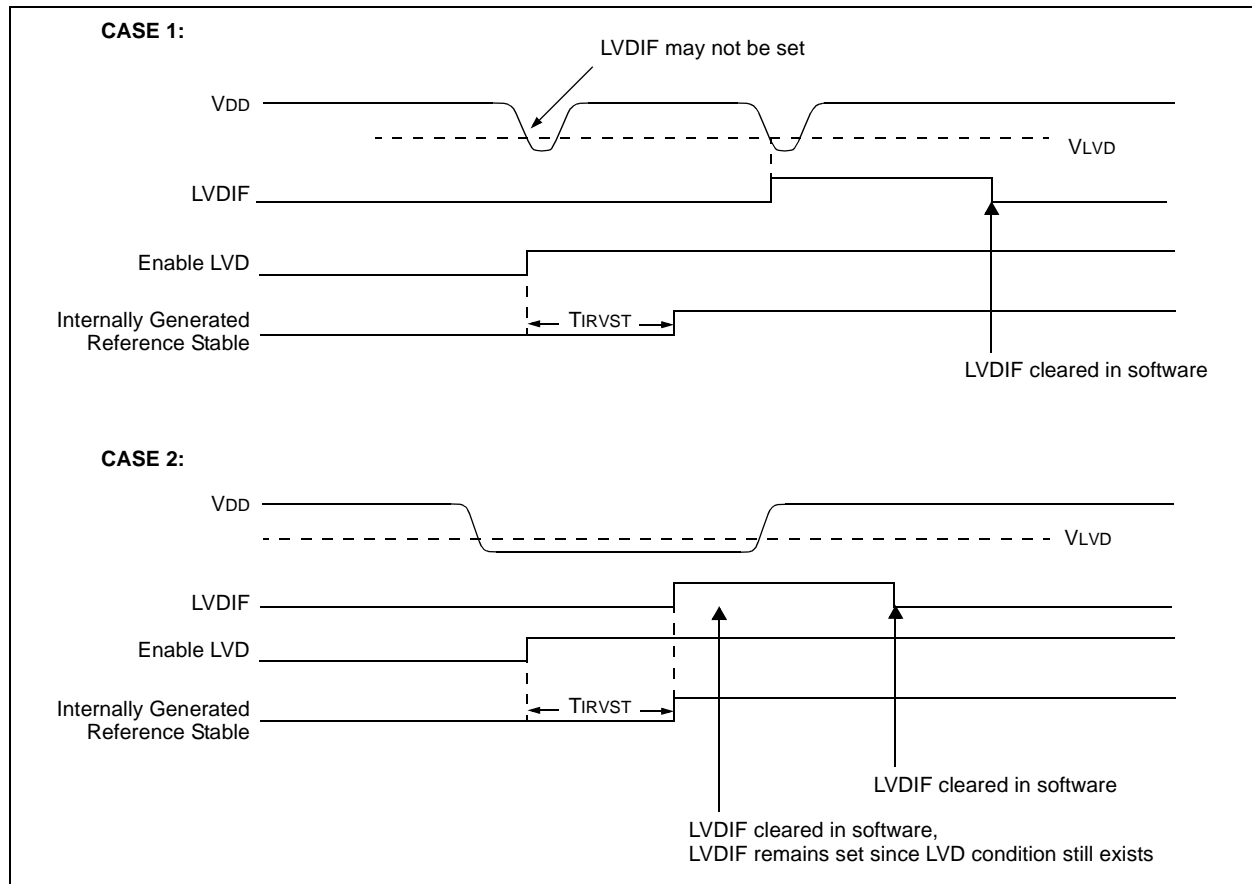 CASE 1:
LVDIF may not be set
VDD
VLVD
LVDIF
Enable LVD
Internally Generated
Reference Stable
TIRVST
LVDIF cleared in software
CASE 2:
VDD
VLVD
LVDIF
Enable LVD
Internally Generated
Reference Stable
TIRVST
LVDIF cleared in software
LVDIF cleared in software,
LVDIF remains set since LVD condition still exists